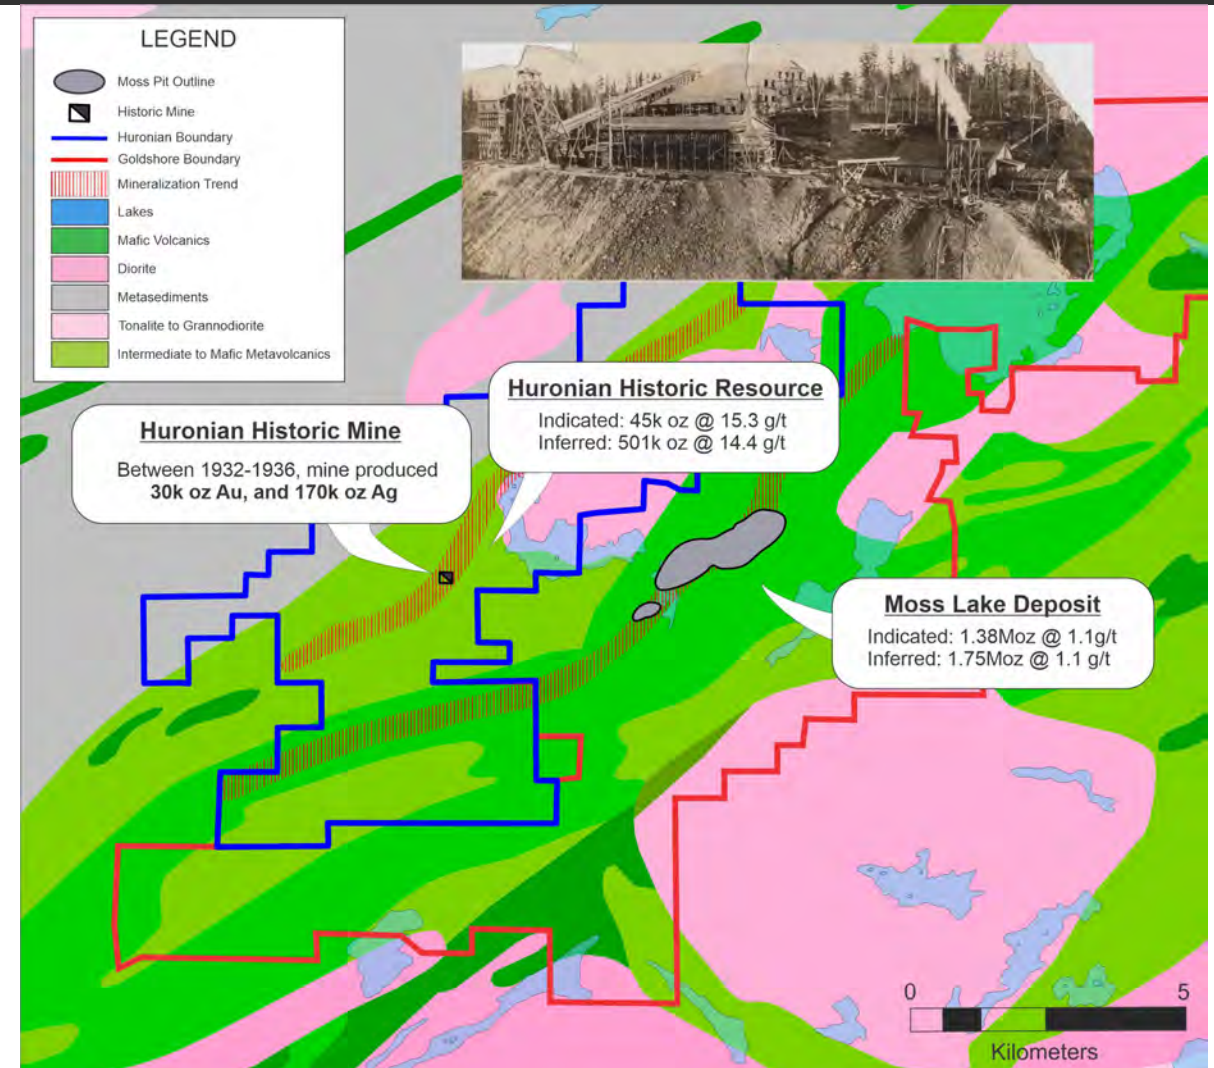 LEGEND
Moss Pit Outline
Historic Mine
Huronian Boundary
Goldshore Boundary
Mineralization Trend
Lakes
Mafic Volcanics
Diorite
Metasediments
Tonalite to Grannodiorite
Intermediate to Mafic Metavolcanics
Huronian Historic Resource
Indicated: 45k oz @ 15.3 g/t
Inferred: 501k oz @ 14.4 g/t
Huronian Historic Mine
Between 1932-1936, mine produced
30k oz Au, and 170k oz Ag
Moss Lake Deposit
Indicated: 1.38Moz @ 1.1g/t
Inferred: 1.75Moz @ 1.1 g/t
0 5
Kilometers